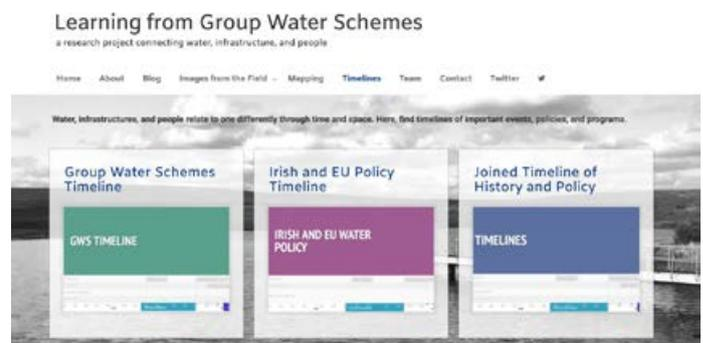 Learning from Group Water Schemes
a research project connecting water, infrastructure, and people
Home About Blog Images from the Field Mapping Timelines Team Contact Twitter
Water, infrastructures, and people relate to one differently through time and space. Here, find timelines of important events, policies, and programs.
Group Water Schemes
Timeline
GWS TIMELINE
Irish and EU Policy
Timeline
IRISH AND EU WATER
POLICY
Joined Timeline of
History and Policy
TIMELINES